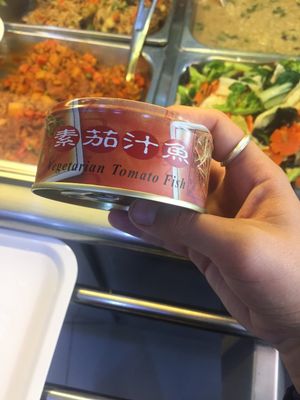 素茄汁魚
Vegetarian Tomato Fish